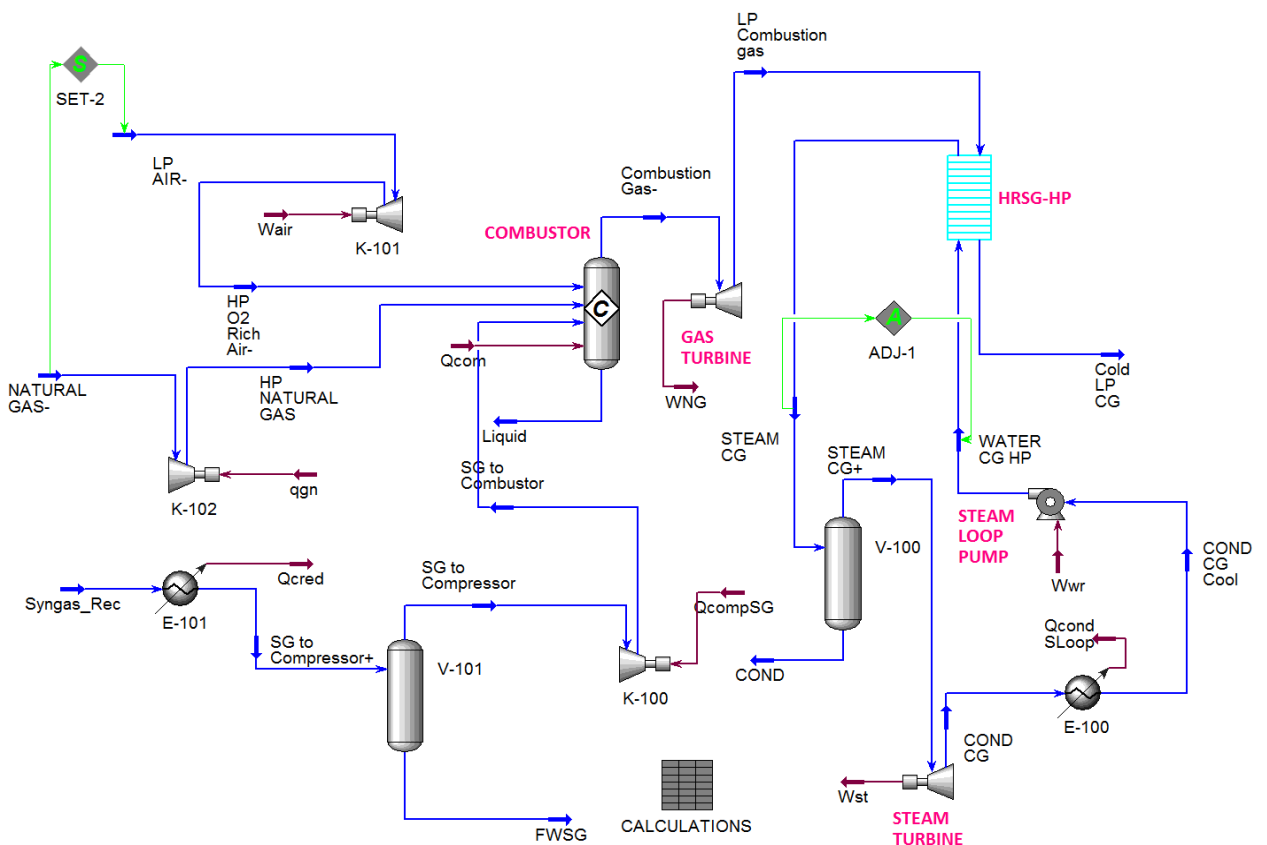 LP
Combustion
gas
S
SET-2
LP
AIR-
Combustion
Gas-
HRSG-HP
Wair
K-101
COMBUSTOR
HP
O2
Rich
Air-
C
GAS
TURBINE
A
ADJ-1
Qcom
NATURAL
GAS-
HP
NATURAL
GAS
WNG
Cold
LP
CG
Liquid
STEAM
CG
WATER
CG HP
STEAM
CG+
SG to
Combustor
qgn
K-102
STEAM
LOOP
PUMP
V-100
COND
CG
Cool
Wwr
Syngas_Rec
E-101
Qcred
SG to
Compressor
QcompSG
Qcond
SLoop
SG to
Compressor+
V-101
K-100
COND
E-100
COND
CG
Wst
STEAM
TURBINE
FWSG
CALCULATIONS